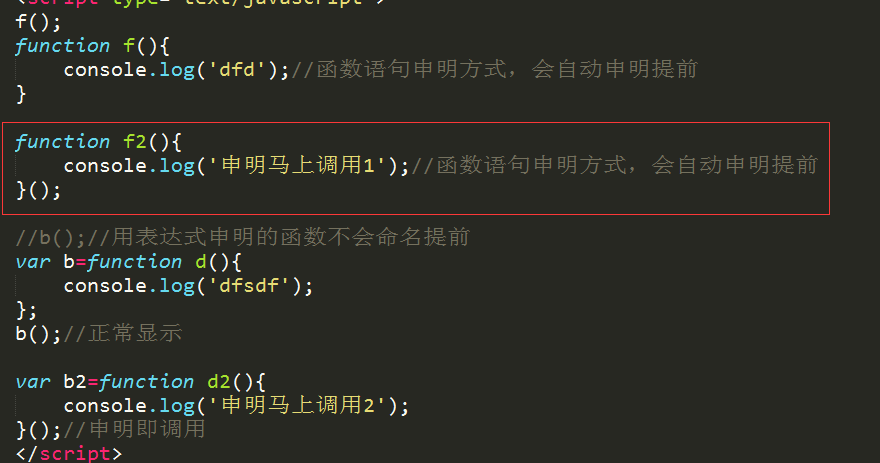 <script type="text/javascript">
f();
function f(){
    console.log('dfd');//函数语句申明方式，会自动申明提前
}
function f2(){
    console.log('申明马上调用1');//函数语句申明方式，会自动申明提前
}();
//b();//用表达式申明的函数不会命名提前
var b=function d(){
    console.log('dfsdf');
};
b();//正常显示
var b2=function d2(){
    console.log('申明马上调用2');
}();//申明即调用
</script>